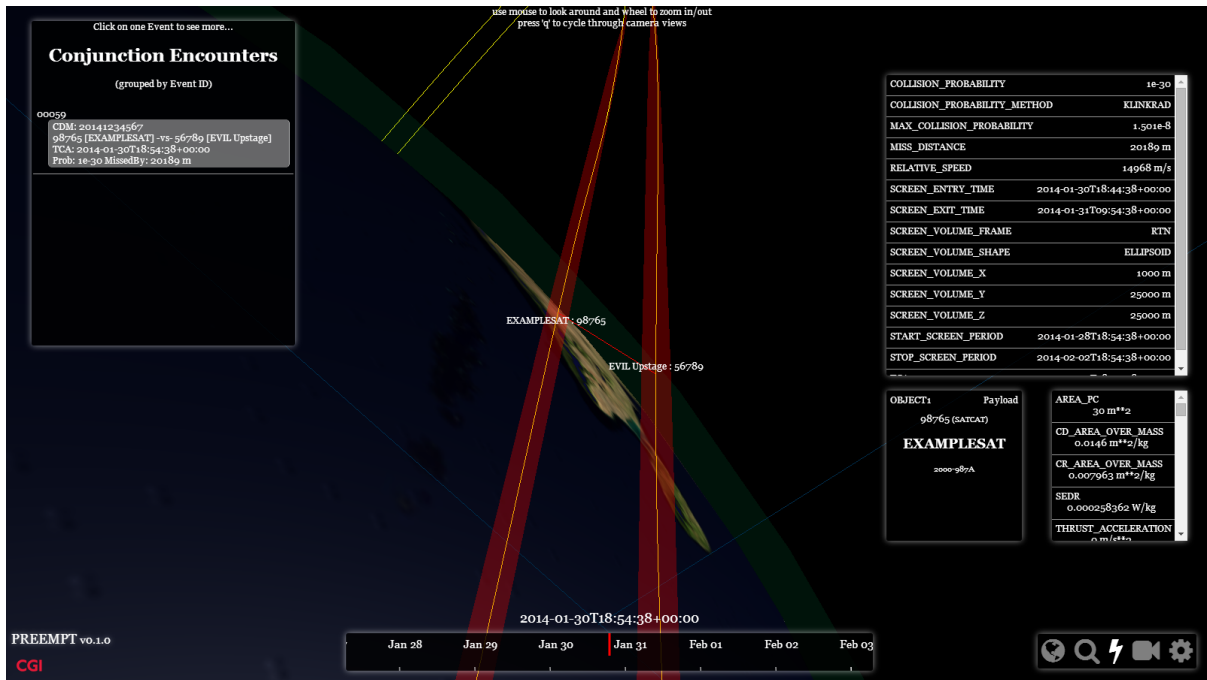 use mouse to look around and wheel to zoom in/out
press 'q' to cycle through camera views
Click on one Event to see more...
Conjunction Encounters
(grouped by Event ID)
00059
CDM: 20141234567
98765 [EXAMPLESAT] -vs- 56789 [EVIL Upstage]
TCA: 2014-01-30T18:54:38+00:00
Prob: 1e-30 MissedBy: 20189 m
EXAMPLESAT : 98765
EVIL Upstage : 56789
COLLISION_PROBABILITY 1e-30
COLLISION_PROBABILITY_METHOD KLINKRAD
MAX_COLLISION_PROBABILITY 1.501e-8
MISS_DISTANCE 20189 m
RELATIVE_SPEED 14968 m/s
SCREEN_ENTRY_TIME 2014-01-30T18:44:38+00:00
SCREEN_EXIT_TIME 2014-01-31T09:54:38+00:00
SCREEN_VOLUME_FRAME RTN
SCREEN_VOLUME_SHAPE ELLIPSOID
SCREEN_VOLUME_X 1000 m
SCREEN_VOLUME_Y 25000 m
SCREEN_VOLUME_Z 25000 m
START_SCREEN_PERIOD 2014-01-28T18:54:38+00:00
STOP_SCREEN_PERIOD 2014-02-02T18:54:38+00:00
OBJECT1 Payload
98765 (SATCAT)
EXAMPLESAT
2000-987A
AREA_PC
30 m**2
CD_AREA_OVER_MASS
0.0146 m**2/kg
CR_AREA_OVER_MASS
0.007963 m**2/kg
SEDR
0.000258362 W/kg
THRUST_ACCELERATION
0 m/s**2
2014-01-30T18:54:38+00:00
Jan 28 Jan 29 Jan 30 Jan 31 Feb 01 Feb 02 Feb 03
PREEMPT v0.1.0
CGI